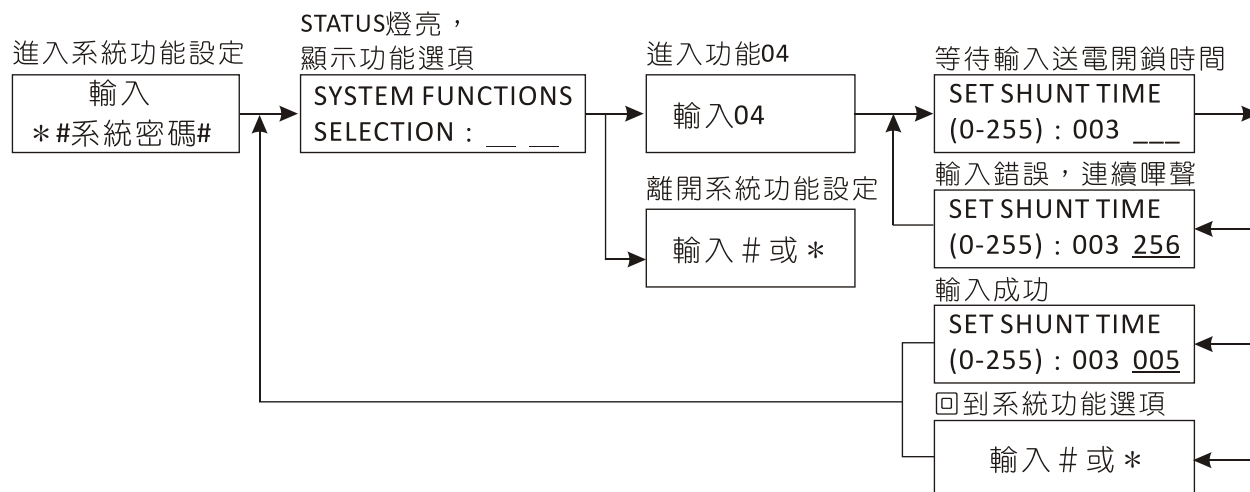 進入系統功能設定
輸入
＊#系統密碼#
STATUS燈亮，
顯示功能選項
SYSTEM FUNCTIONS
SELECTION : __ __
進入功能04
輸入04
離開系統功能設定
輸入＃或＊
等待輸入送電開鎖時間
SET SHUNT TIME
(0-255) : 003 ___
輸入錯誤，連續嗶聲
SET SHUNT TIME
(0-255) : 003 256
輸入成功
SET SHUNT TIME
(0-255) : 003 005
回到系統功能選項
輸入＃或＊